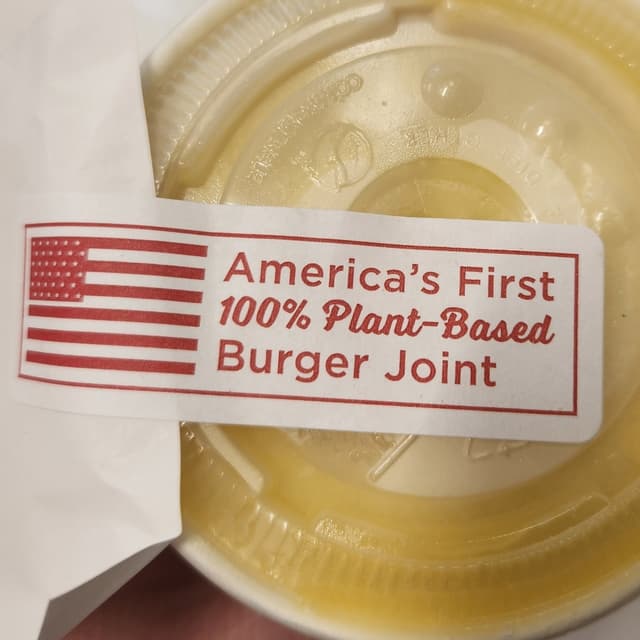 America's First
100% Plant-Based
Burger Joint